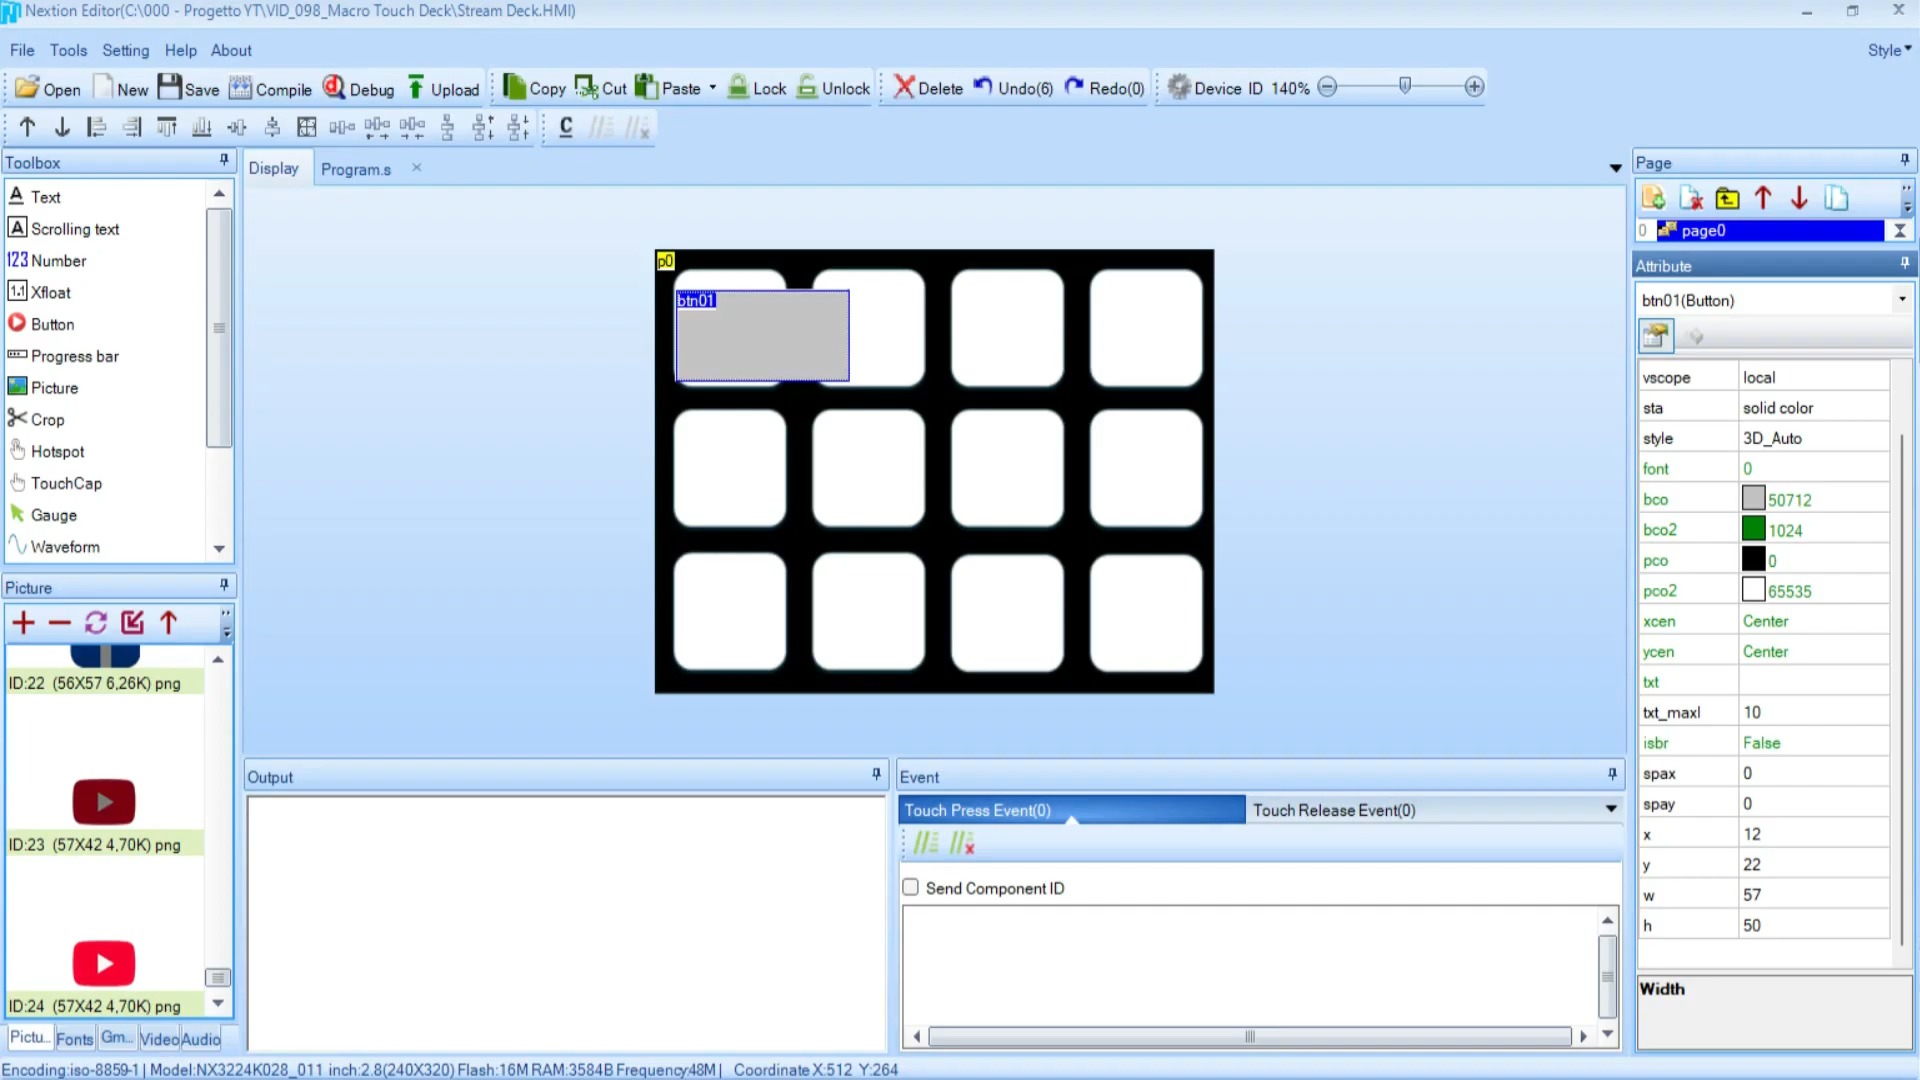 Nextion Editor(C:\000 - Progetto YT\VID_098_Macro Touch Deck\Stream Deck.HMI)
File Tools Setting Help About Style
Open New Save Compile Debug Upload Copy Cut Paste Lock Unlock Delete Undo(6) Redo(0) Device ID 140%
C
Toolbox
Text
Scrolling text
123 Number
1.1 Xfloat
Button
Progress bar
Picture
Crop
Hotspot
TouchCap
Gauge
Waveform
Picture
ID:22 (56X57 6,26K) png
ID:23 (57X42 4,70K) png
ID:24 (57X42 4,70K) png
Pictu... Fonts Gm... Video Audio
Display Program.s
p0
btn01
Output
Event
Touch Press Event(0) Touch Release Event(0)
Send Component ID
Page
0 page0
Attribute
btn01(Button)
vscope local
sta solid color
style 3D_Auto
font 0
bco 50712
bco2 1024
pco 0
pco2 65535
xcen Center
ycen Center
txt
txt_maxl 10
isbr False
spax 0
spay 0
x 12
y 22
w 57
h 50
Width
Encoding:iso-8859-1 | Model:NX3224K028_011 inch:2.8(240X320) Flash:16M RAM:3584B Frequency:48M | Coordinate X:512 Y:264